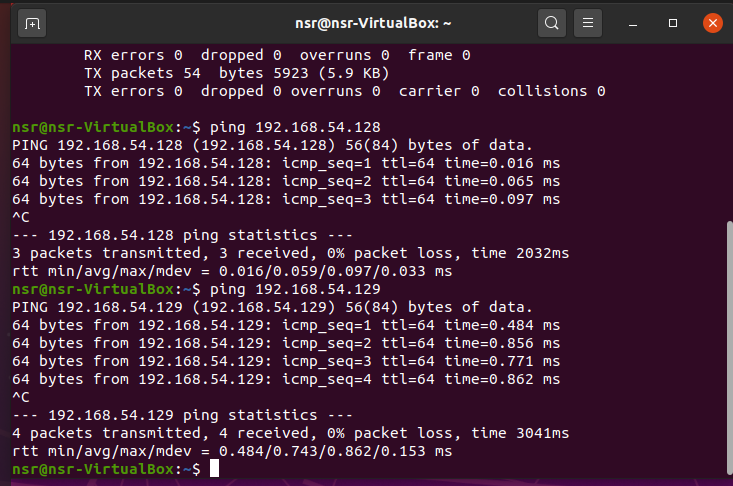 nsr@nsr-VirtualBox: ~
RX errors 0  dropped 0  overruns 0  frame 0
TX packets 54  bytes 5923 (5.9 KB)
TX errors 0  dropped 0 overruns 0  carrier 0  collisions 0
nsr@nsr-VirtualBox:~$ ping 192.168.54.128
PING 192.168.54.128 (192.168.54.128) 56(84) bytes of data.
64 bytes from 192.168.54.128: icmp_seq=1 ttl=64 time=0.016 ms
64 bytes from 192.168.54.128: icmp_seq=2 ttl=64 time=0.065 ms
64 bytes from 192.168.54.128: icmp_seq=3 ttl=64 time=0.097 ms
^C
--- 192.168.54.128 ping statistics ---
3 packets transmitted, 3 received, 0% packet loss, time 2032ms
rtt min/avg/max/mdev = 0.016/0.059/0.097/0.033 ms
nsr@nsr-VirtualBox:~$ ping 192.168.54.129
PING 192.168.54.129 (192.168.54.129) 56(84) bytes of data.
64 bytes from 192.168.54.129: icmp_seq=1 ttl=64 time=0.484 ms
64 bytes from 192.168.54.129: icmp_seq=2 ttl=64 time=0.856 ms
64 bytes from 192.168.54.129: icmp_seq=3 ttl=64 time=0.771 ms
64 bytes from 192.168.54.129: icmp_seq=4 ttl=64 time=0.862 ms
^C
--- 192.168.54.129 ping statistics ---
4 packets transmitted, 4 received, 0% packet loss, time 3041ms
rtt min/avg/max/mdev = 0.484/0.743/0.862/0.153 ms
nsr@nsr-VirtualBox:~$